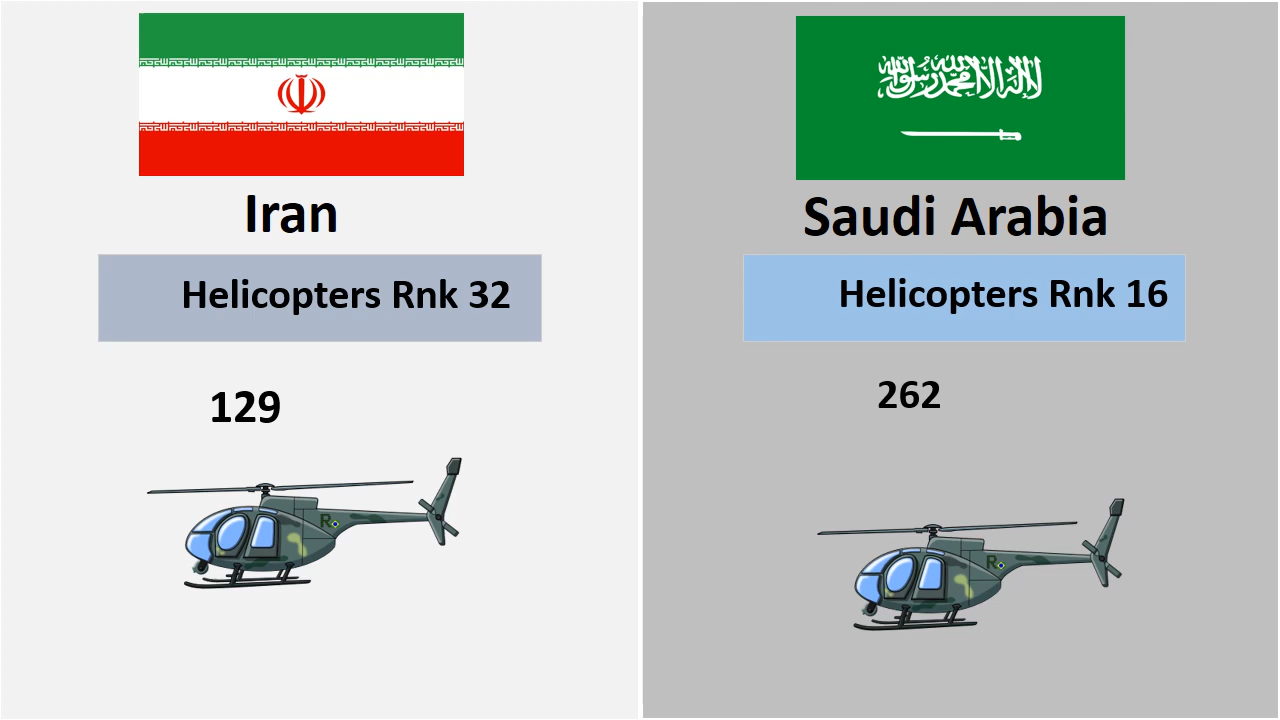 Iran
Helicopters Rnk 32
129
R
لا إله إلا الله محمد رسول الله
Saudi Arabia
Helicopters Rnk 16
262
R